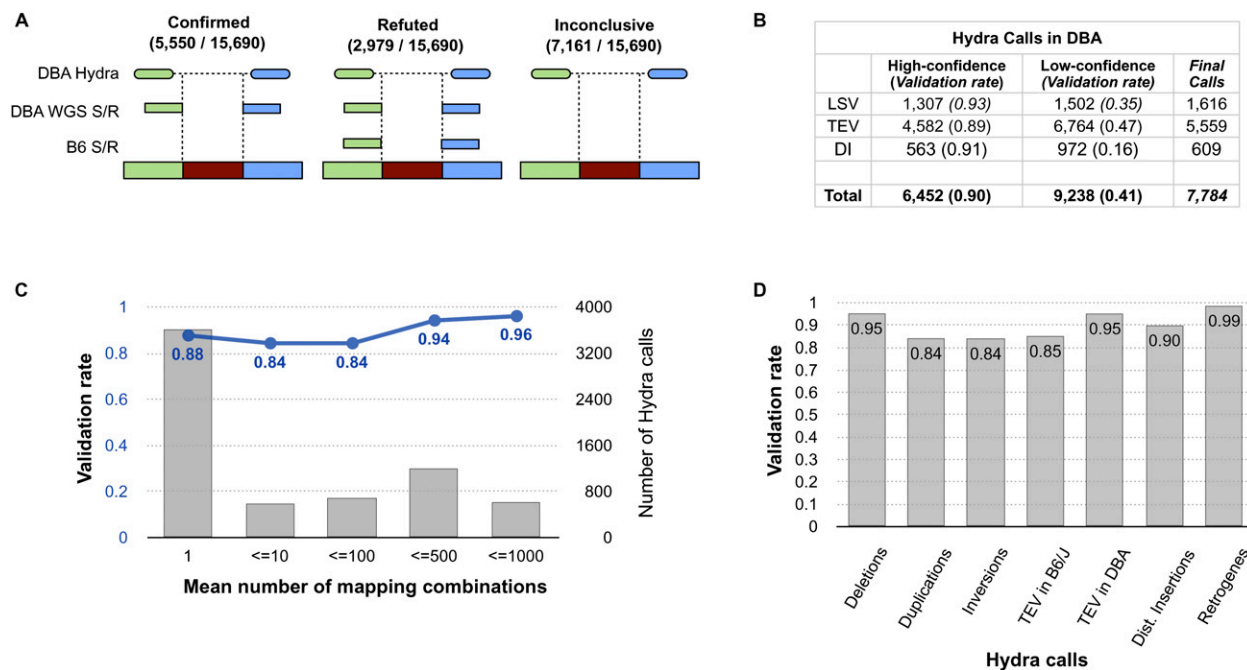 A
Confirmed
(5,550 / 15,690)
Refuted
(2,979 / 15,690)
Inconclusive
(7,161 / 15,690)
DBA Hydra
DBA WGS S/R
B6 S/R
B
Hydra Calls in DBA
High-confidence
(Validation rate)
Low-confidence
(Validation rate)
Final
Calls
LSV 1,307 (0.93) 1,502 (0.35) 1,616
TEV 4,582 (0.89) 6,764 (0.47) 5,559
DI 563 (0.91) 972 (0.16) 609
Total 6,452 (0.90) 9,238 (0.41) 7,784
C
Validation rate
1
0.8
0.6
0.4
0.2
0
0.88 0.84 0.84 0.94 0.96
4000
3200
2400
1600
800
0
Number of Hydra calls
1 <=10 <=100 <=500 <=1000
Mean number of mapping combinations
D
Validation rate
1
0.9
0.8
0.7
0.6
0.5
0.4
0.3
0.2
0.1
0
0.95 0.84 0.84 0.85 0.95 0.90 0.99
Deletions
Duplications
Inversions
TEV in B6/J
TEV in DBA
Dist. Insertions
Retrogenes
Hydra calls